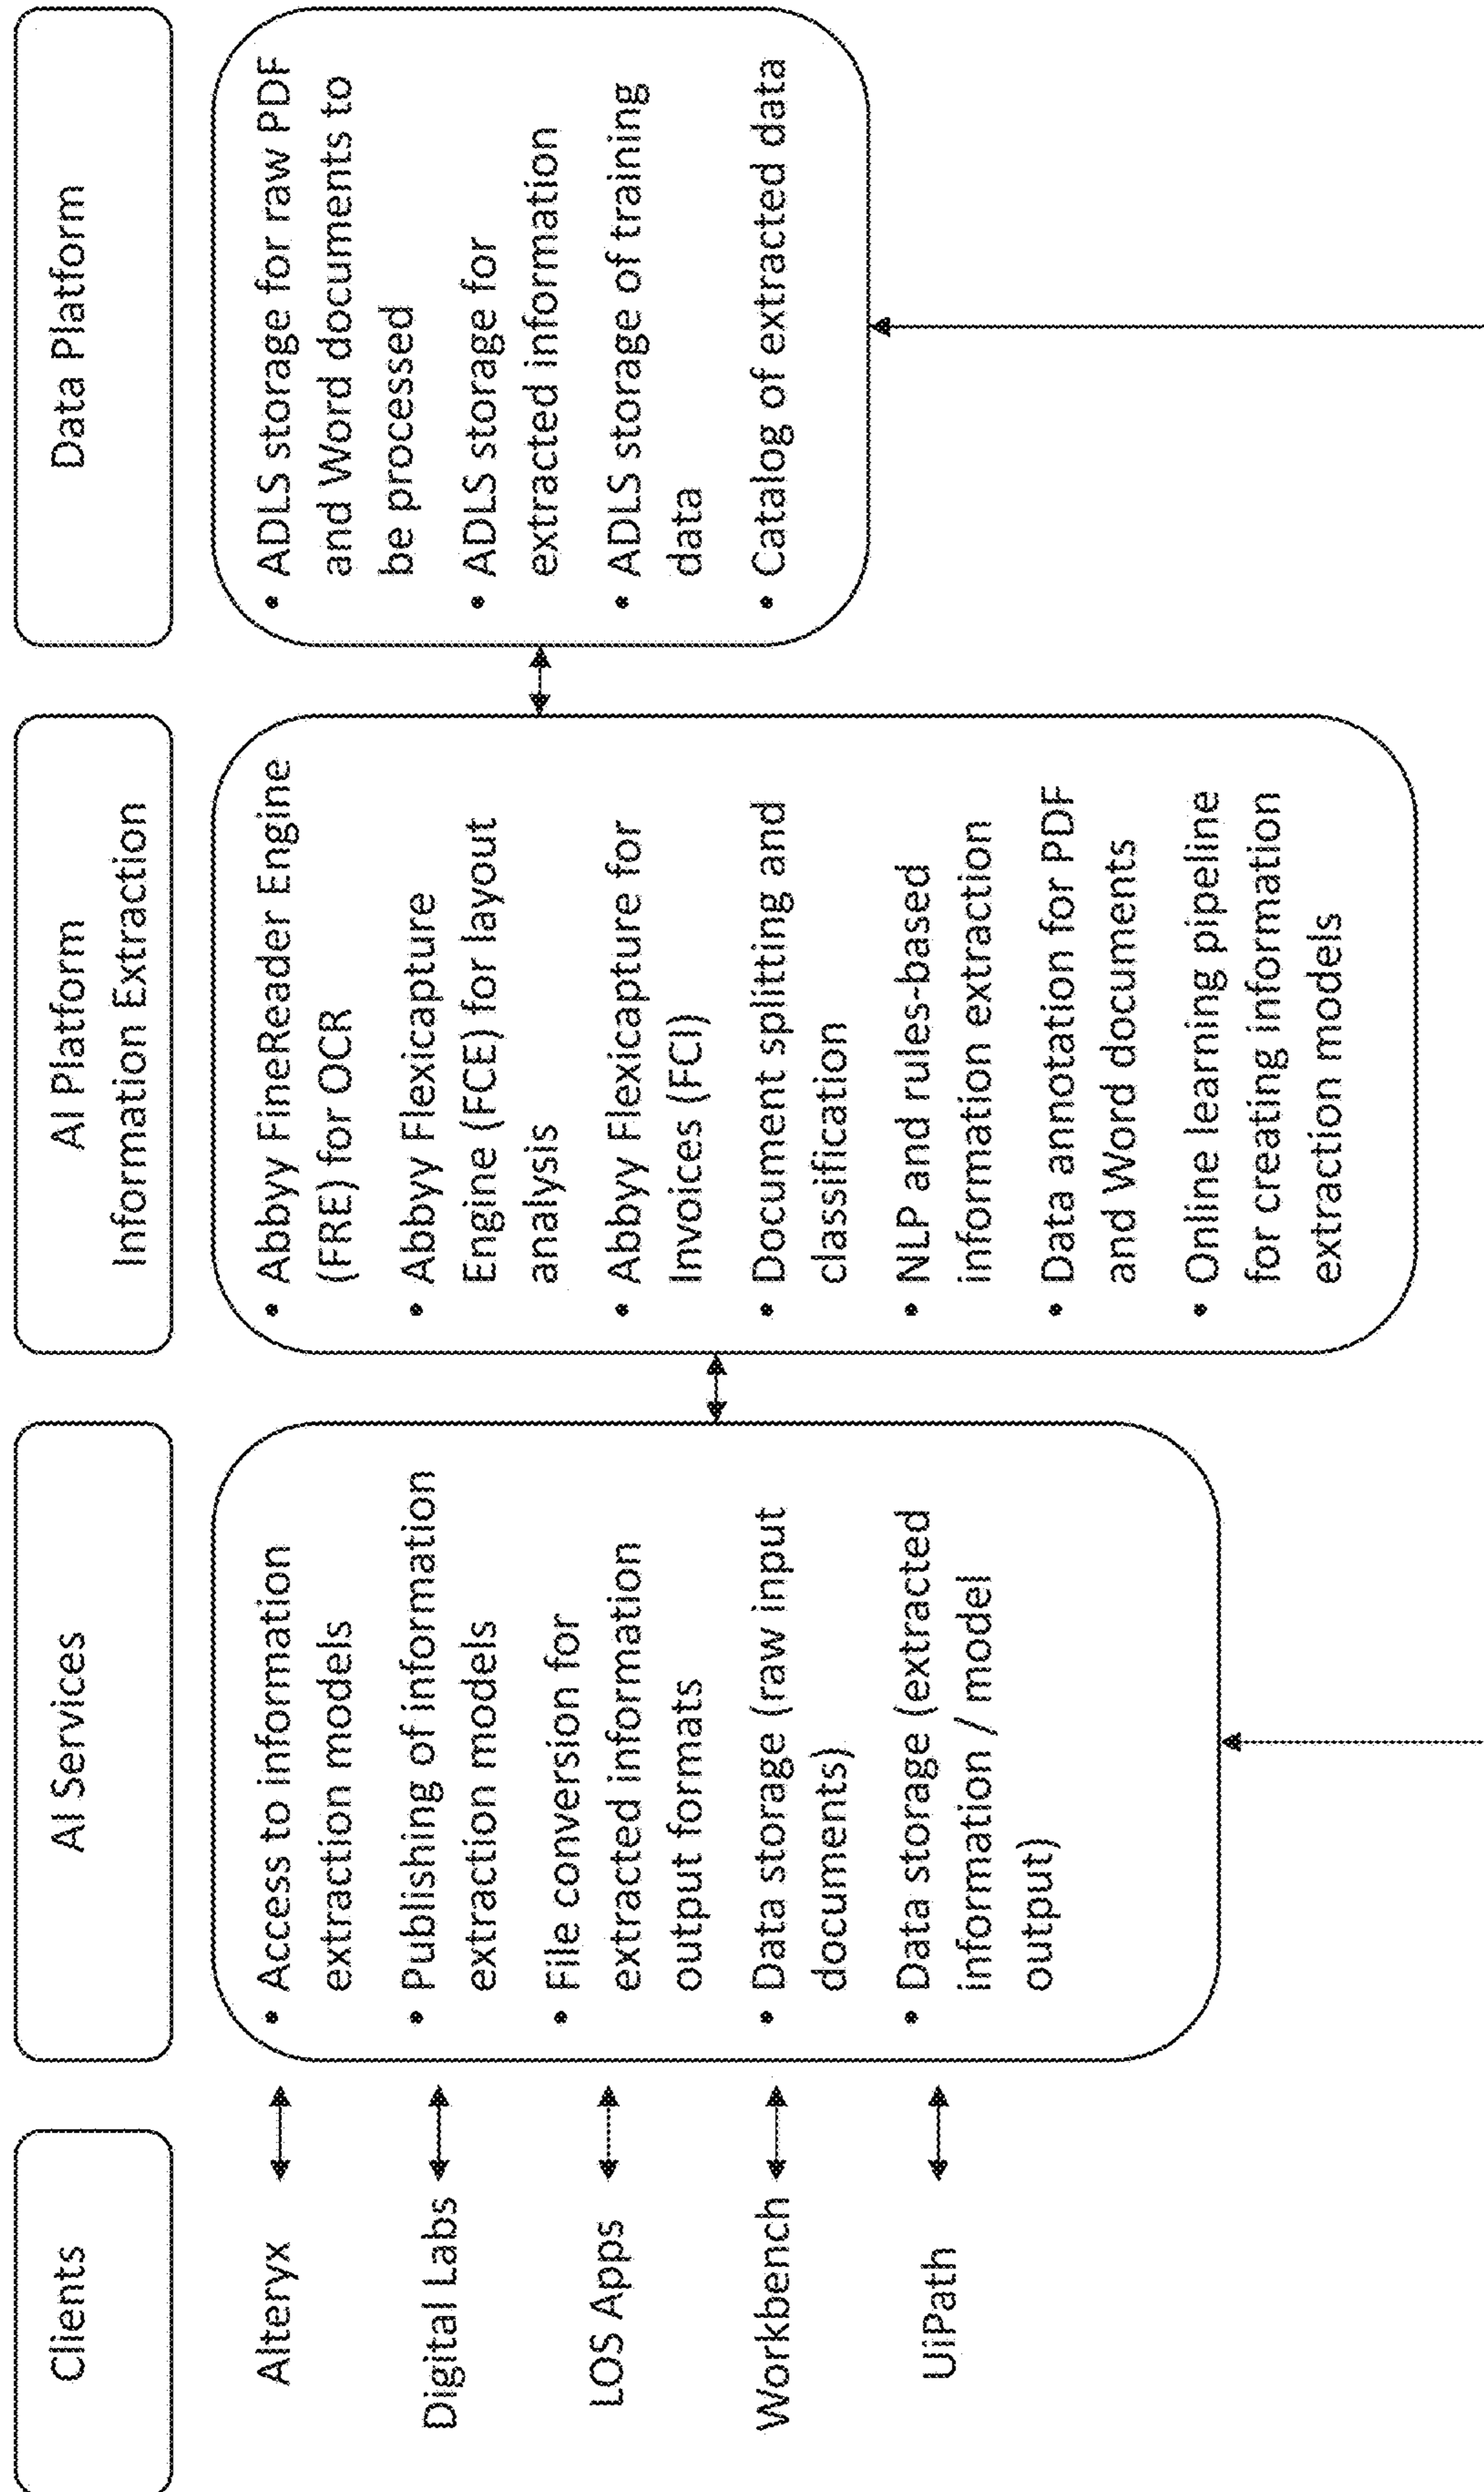 Clients
Alteryx
Digital Labs
LOS Apps
Workbench
UiPath
AI Services
• Access to information
extraction models
• Publishing of information
extraction models
• File conversion for
extracted information
output formats
• Data storage (raw input
documents)
• Data storage (extracted
information / model
output)
AI Platform
Information Extraction
• Abbyy FineReader Engine
(FRE) for OCR
• Abbyy Flexicapture
Engine (FCE) for layout
analysis
• Abbyy Flexicapture for
Invoices (FCI)
• Document splitting and
classification
• NLP and rules-based
information extraction
• Data annotation for PDF
and Word documents
• Online learning pipeline
for creating information
extraction models
Data Platform
• ADLS storage for raw PDF
and Word documents to
be processed
• ADLS storage for
extracted information
• ADLS storage of training
data
• Catalog of extracted data